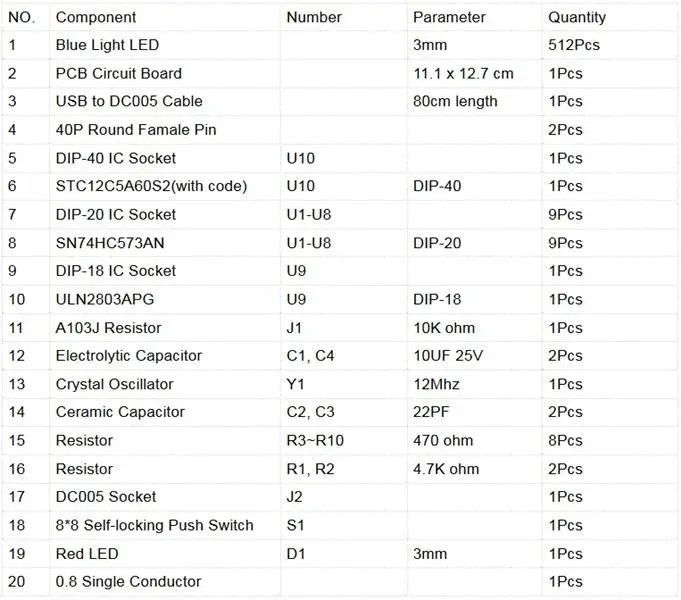 NO. Component Number Parameter Quantity
1 Blue Light LED 3mm 512Pcs
2 PCB Circuit Board 11.1 x 12.7 cm 1Pcs
3 USB to DC005 Cable 80cm length 1Pcs
4 40P Round Famale Pin 2Pcs
5 DIP-40 IC Socket U10 1Pcs
6 STC12C5A60S2(with code) U10 DIP-40 1Pcs
7 DIP-20 IC Socket U1-U8 9Pcs
8 SN74HC573AN U1-U8 DIP-20 9Pcs
9 DIP-18 IC Socket U9 1Pcs
10 ULN2803APG U9 DIP-18 1Pcs
11 A103J Resistor J1 10K ohm 1Pcs
12 Electrolytic Capacitor C1, C4 10UF 25V 2Pcs
13 Crystal Oscillator Y1 12Mhz 1Pcs
14 Ceramic Capacitor C2, C3 22PF 2Pcs
15 Resistor R3~R10 470 ohm 8Pcs
16 Resistor R1, R2 4.7K ohm 2Pcs
17 DC005 Socket J2 1Pcs
18 8*8 Self-locking Push Switch S1 1Pcs
19 Red LED D1 3mm 1Pcs
20 0.8 Single Conductor 1Pcs